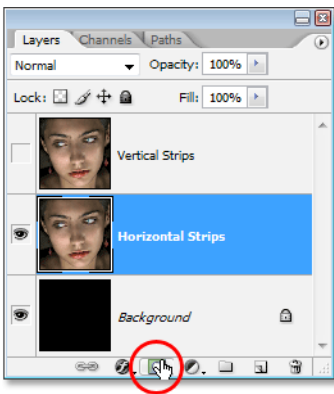 Layers Channels Paths
Normal Opacity: 100%
Lock: Fill: 100%
Vertical Strips
Horizontal Strips
Background